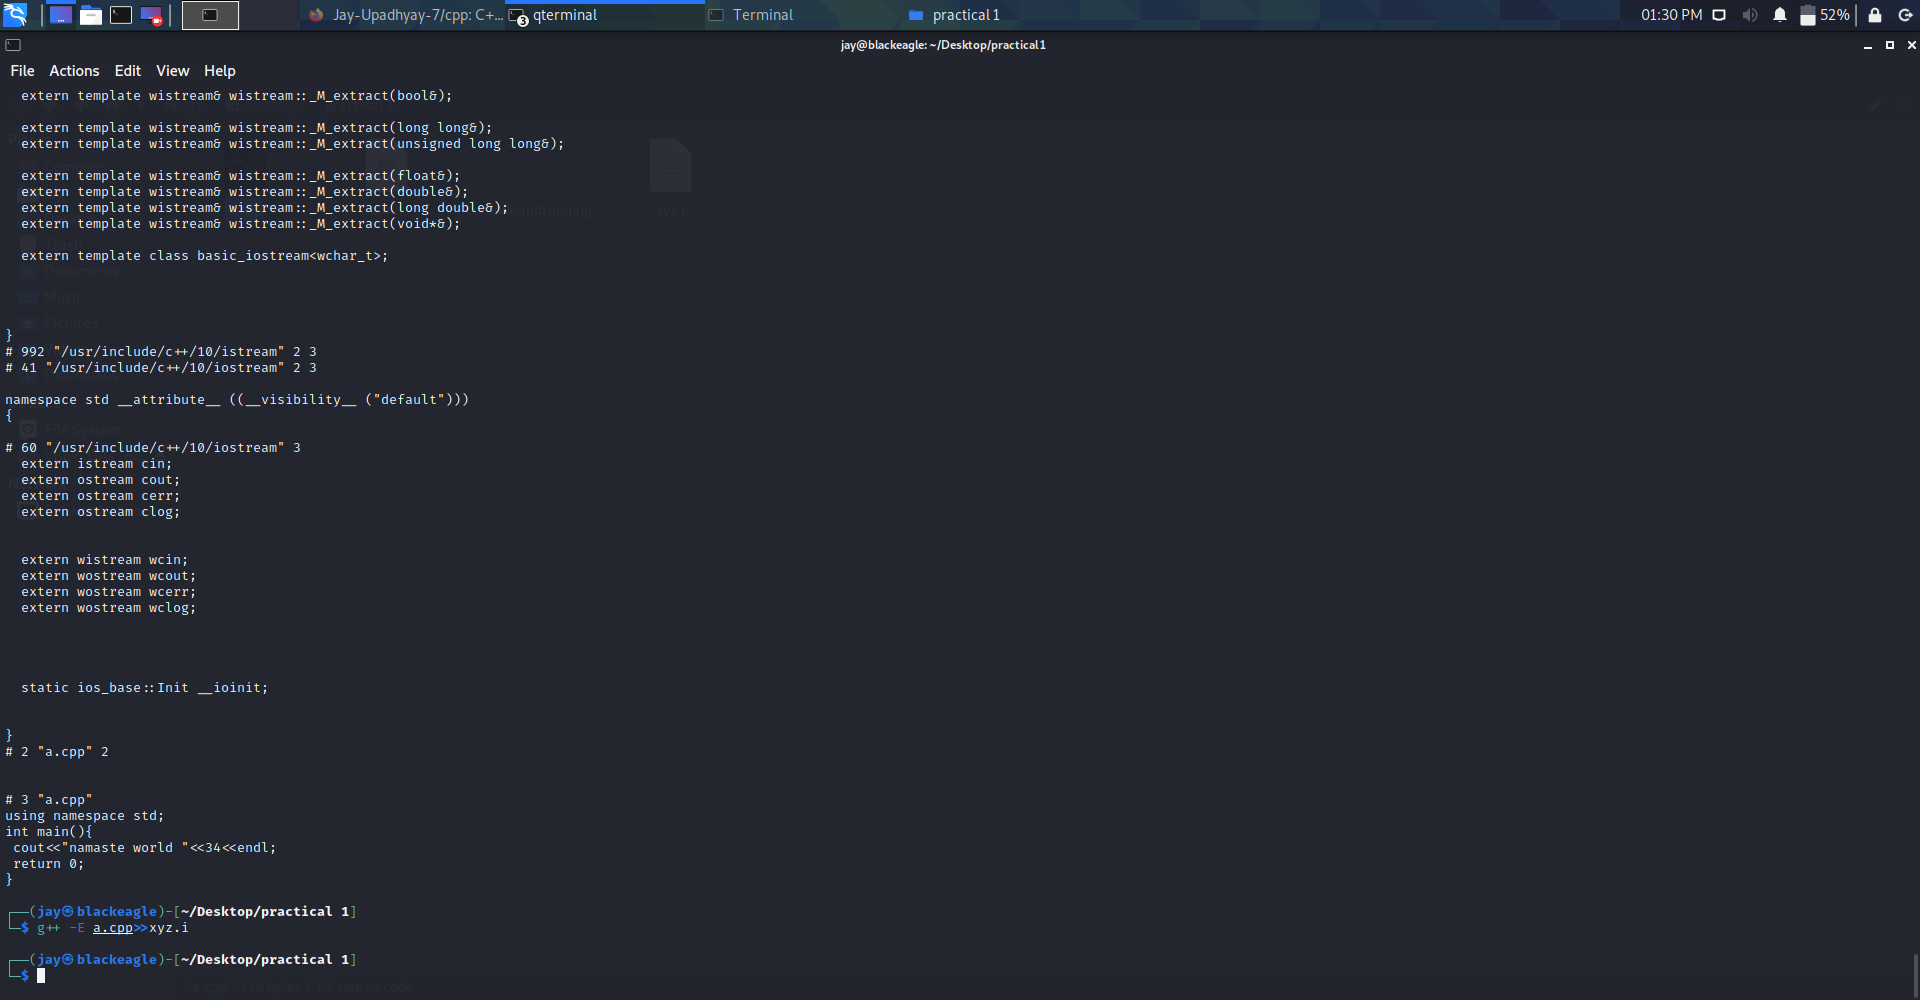 Jay-Upadhyay-7/cpp: C+...
3
qterminal
Terminal
practical 1
01:30 PM
52%
jay@blackeagle: ~/Desktop/practical 1
File Actions Edit View Help
extern template wistream& wistream::_M_extract(bool&);
extern template wistream& wistream::_M_extract(long long&);
extern template wistream& wistream::_M_extract(unsigned long long&);
extern template wistream& wistream::_M_extract(float&);
extern template wistream& wistream::_M_extract(double&);
extern template wistream& wistream::_M_extract(long double&);
extern template wistream& wistream::_M_extract(void*&);
extern template class basic_iostream<wchar_t>;
}
# 992 "/usr/include/c++/10/istream" 2 3
# 41 "/usr/include/c++/10/iostream" 2 3
namespace std __attribute__ ((__visibility__ ("default")))
{
# 60 "/usr/include/c++/10/iostream" 3
extern istream cin;
extern ostream cout;
extern ostream cerr;
extern ostream clog;
extern wistream wcin;
extern wostream wcout;
extern wostream wcerr;
extern wostream wclog;
static ios_base::Init __ioinit;
}
# 2 "a.cpp" 2
# 3 "a.cpp"
using namespace std;
int main(){
cout<<"namaste world "<<34<<endl;
return 0;
}
┌──(jay㉿blackeagle)-[~/Desktop/practical 1]
└─$ g++ -E a.cpp>>xyz.i
┌──(jay㉿blackeagle)-[~/Desktop/practical 1]
└─$
xyz.i
Trash
Documents
Music
Pictures
File System